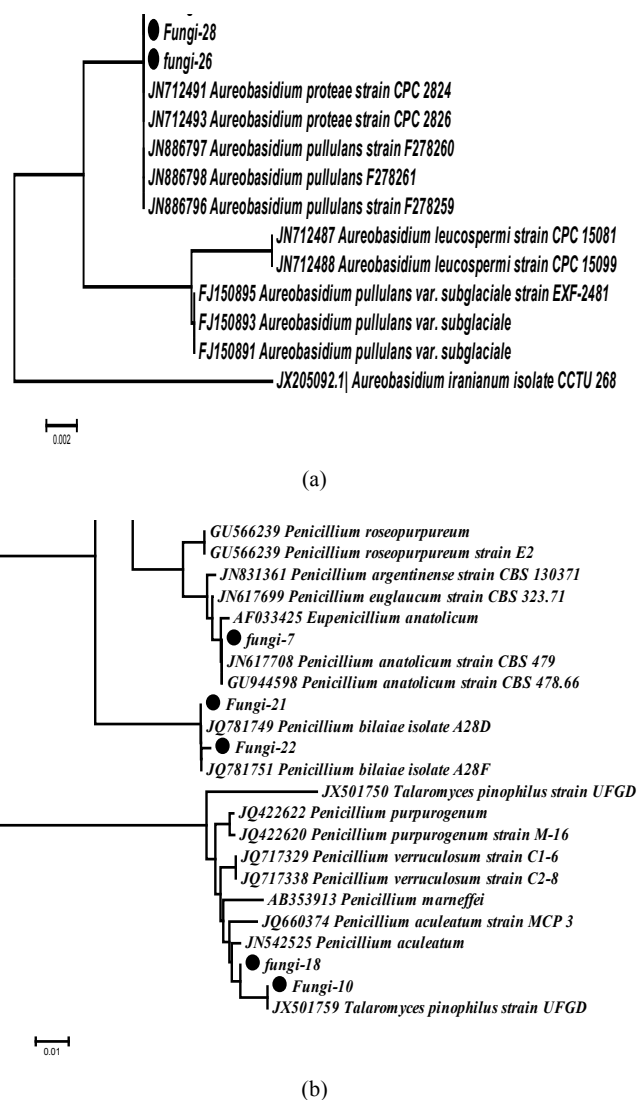 Fungi-28
fungi-26
JN712491 Aureobasidium proteae strain CPC 2824
JN712493 Aureobasidium proteae strain CPC 2826
JN886797 Aureobasidium pullulans strain F278260
JN886798 Aureobasidium pullulans F278261
JN886796 Aureobasidium pullulans strain F278259
JN712487 Aureobasidium leucospermi strain CPC 15081
JN712488 Aureobasidium leucospermi strain CPC 15099
FJ150895 Aureobasidium pullulans var. subglaciale strain EXF-2481
FJ150893 Aureobasidium pullulans var. subglaciale
FJ150891 Aureobasidium pullulans var. subglaciale
JX205092.1| Aureobasidium iranianum isolate CCTU 268
0.002
(a)
GU566239 Penicillium roseopurpureum
GU566239 Penicillium roseopurpureum strain E2
JN831361 Penicillium argentinense strain CBS 130371
JN617699 Penicillium euglaucum strain CBS 323.71
AF033425 Eupenicillium anatolicum
fungi-7
JN617708 Penicillium anatolicum strain CBS 479
GU944598 Penicillium anatolicum strain CBS 478.66
Fungi-21
JQ781749 Penicillium bilaiae isolate A28D
Fungi-22
JQ781751 Penicillium bilaiae isolate A28F
JX501750 Talaromyces pinophilus strain UFGD
JQ422622 Penicillium purpurogenum
JQ422620 Penicillium purpurogenum strain M-16
JQ717329 Penicillium verruculosum strain C1-6
JQ717338 Penicillium verruculosum strain C2-8
AB353913 Penicillium marneffei
JQ660374 Penicillium aculeatum strain MCP 3
JN542525 Penicillium aculeatum
fungi-18
Fungi-10
JX501759 Talaromyces pinophilus strain UFGD
0.01
(b)